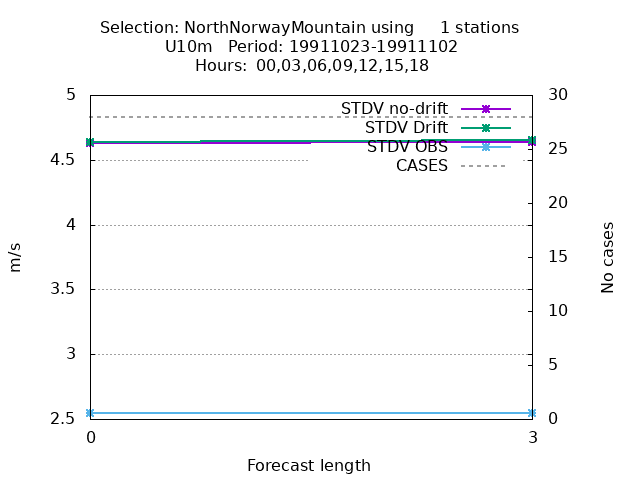 Selection: NorthNorwayMountain using 1 stations
U10m Period: 19911023-19911102
Hours: 00,03,06,09,12,15,18
5
30
STDV no-drift
STDV Drift
STDV OBS
CASES
4.5
25
4
20
3.5
15
3
10
5
2.5
0
0
3
m/s
No cases
Forecast length